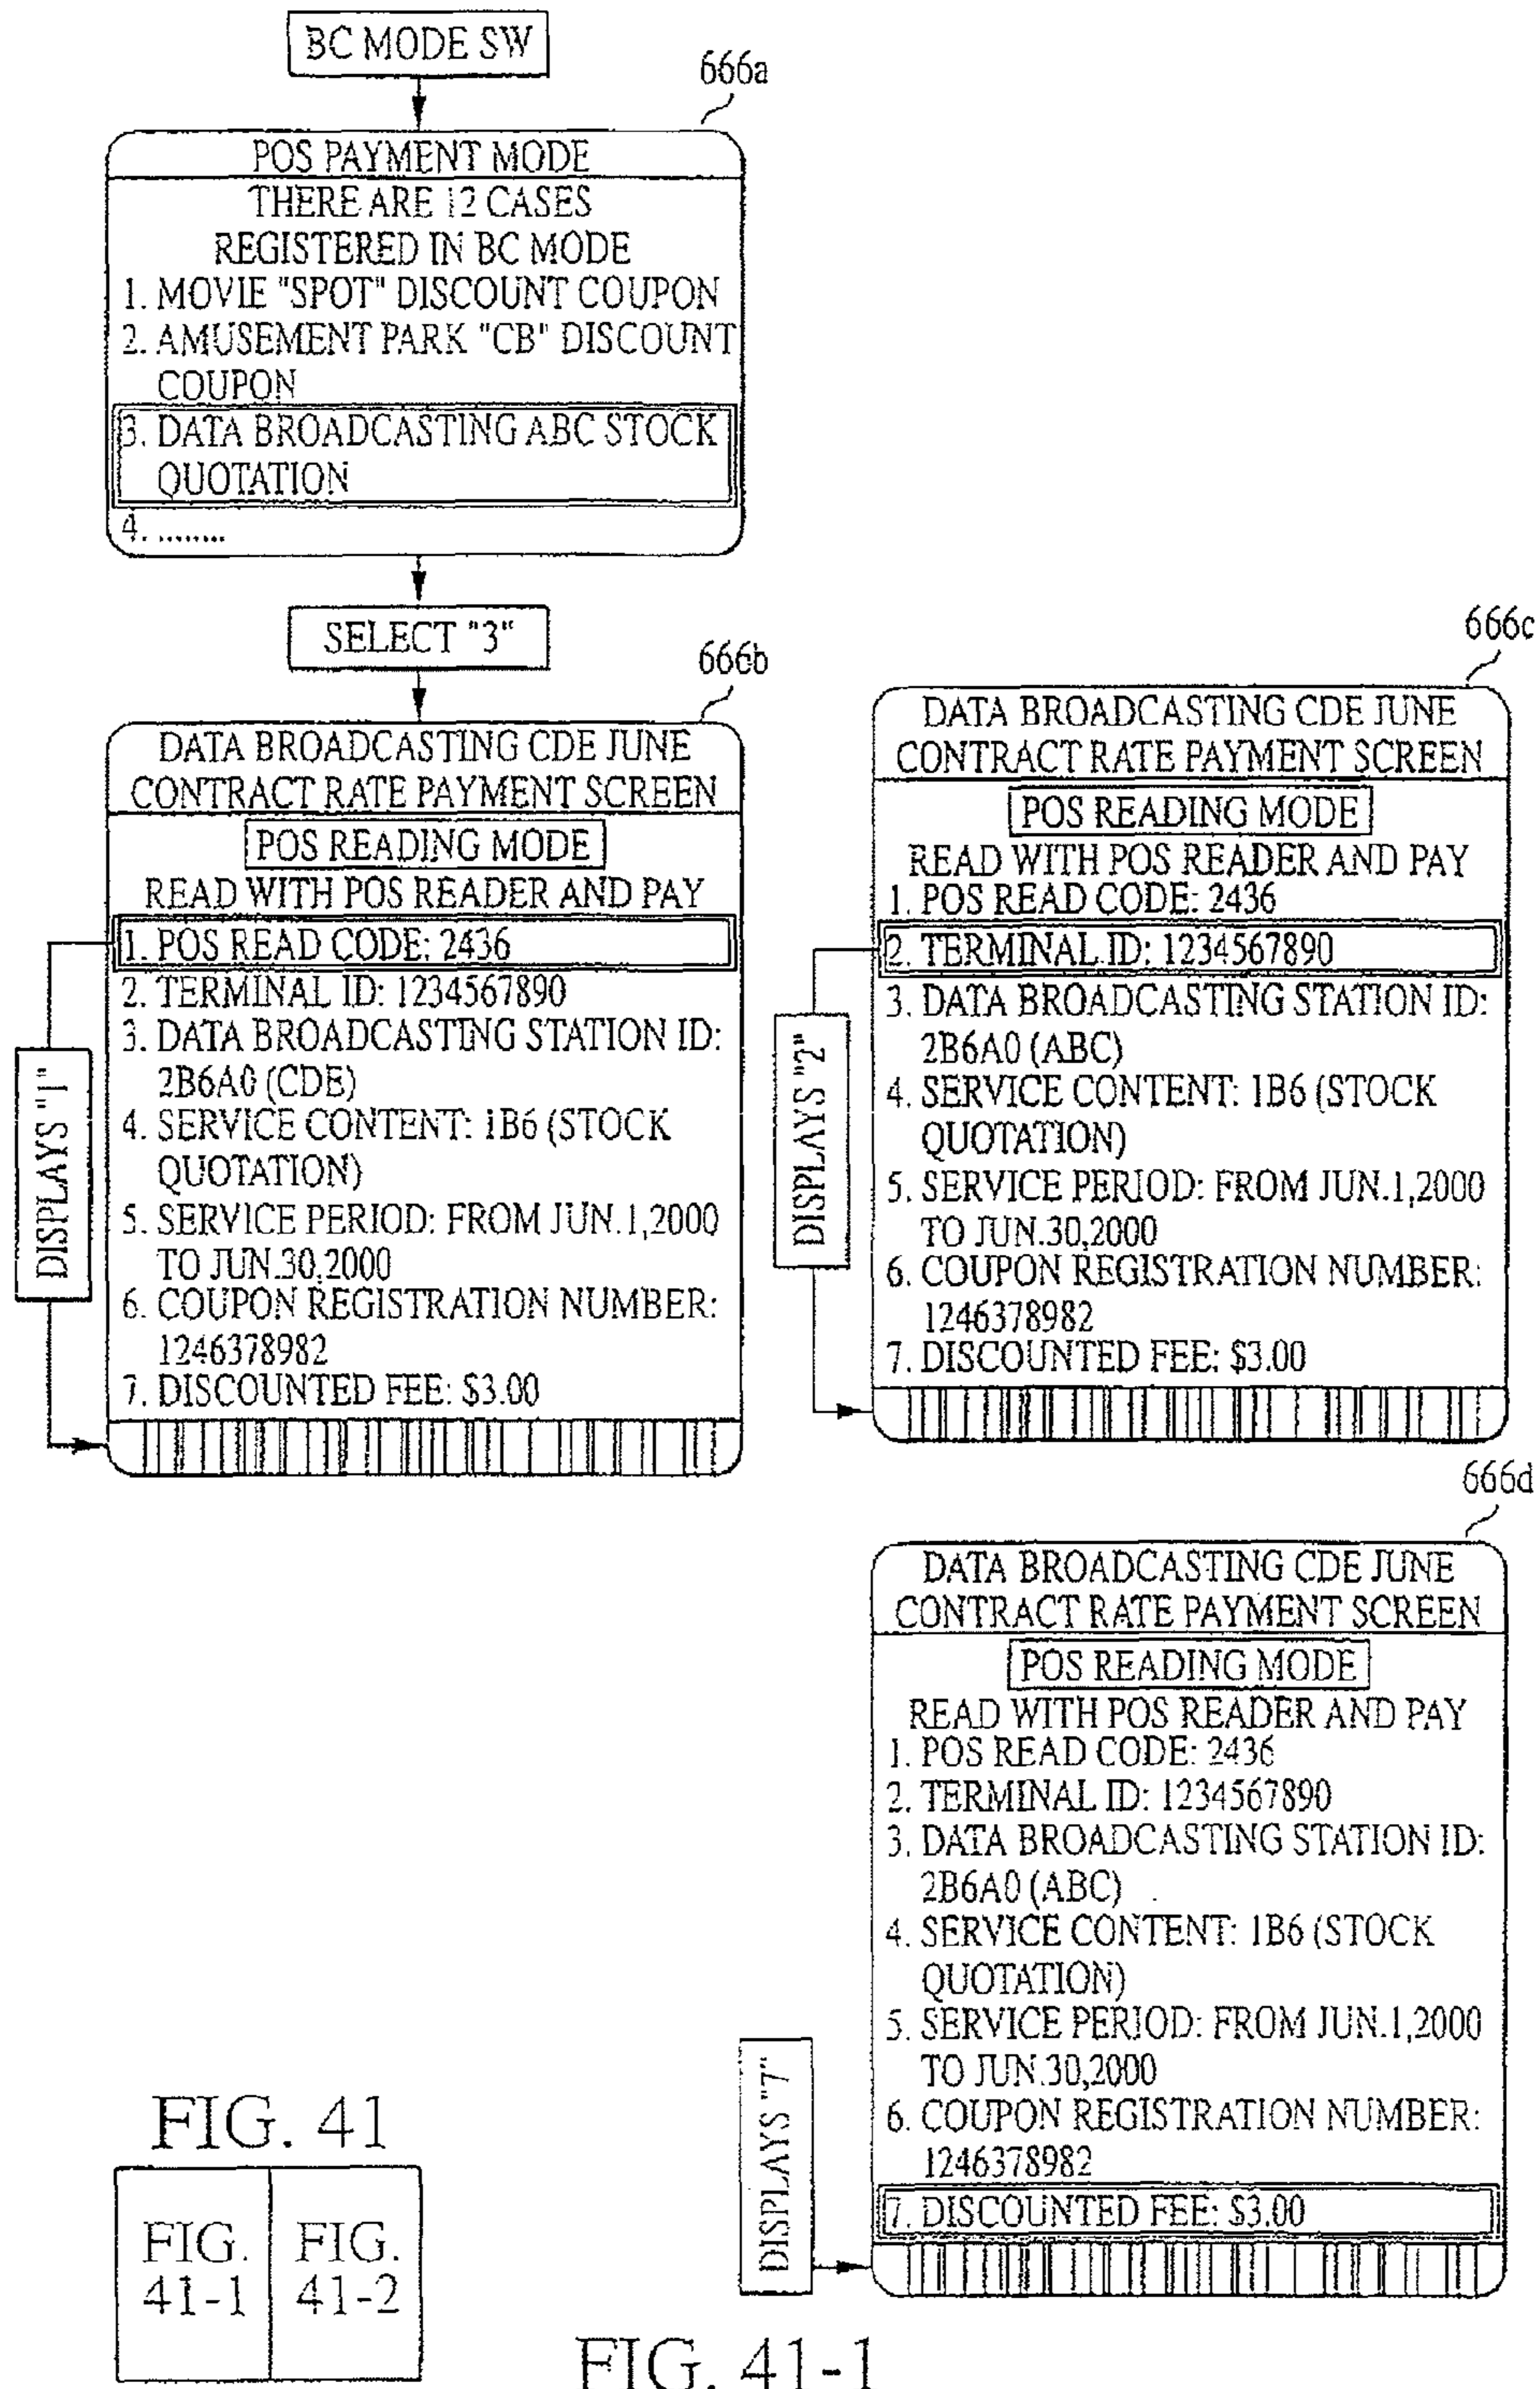 BC MODE SW
666a
POS PAYMENT MODE
THERE ARE 12 CASES
REGISTERED IN BC MODE
1. MOVIE "SPOT" DISCOUNT COUPON
2. AMUSEMENT PARK "CB" DISCOUNT
COUPON
3. DATA BROADCASTING ABC STOCK
QUOTATION
4. ........
SELECT "3"
666b
DATA BROADCASTING CDE JUNE
CONTRACT RATE PAYMENT SCREEN
POS READING MODE
READ WITH POS READER AND PAY
1. POS READ CODE: 2436
2. TERMINAL ID: 1234567890
3. DATA BROADCASTING STATION ID:
2B6A0 (CDE)
4. SERVICE CONTENT: 1B6 (STOCK
QUOTATION)
5. SERVICE PERIOD: FROM JUN.1,2000
TO JUN.30,2000
6. COUPON REGISTRATION NUMBER:
1246378982
7. DISCOUNTED FEE: $3.00
DISPLAYS "1"
666c
DATA BROADCASTING CDE JUNE
CONTRACT RATE PAYMENT SCREEN
POS READING MODE
READ WITH POS READER AND PAY
1. POS READ CODE: 2436
2. TERMINAL ID: 1234567890
3. DATA BROADCASTING STATION ID:
2B6A0 (ABC)
4. SERVICE CONTENT: 1B6 (STOCK
QUOTATION)
5. SERVICE PERIOD: FROM JUN.1,2000
TO JUN.30,2000
6. COUPON REGISTRATION NUMBER:
1246378982
7. DISCOUNTED FEE: $3.00
DISPLAYS "2"
666d
DATA BROADCASTING CDE JUNE
CONTRACT RATE PAYMENT SCREEN
POS READING MODE
READ WITH POS READER AND PAY
1. POS READ CODE: 2436
2. TERMINAL ID: 1234567890
3. DATA BROADCASTING STATION ID:
2B6A0 (ABC)
4. SERVICE CONTENT: 1B6 (STOCK
QUOTATION)
5. SERVICE PERIOD: FROM JUN.1,2000
TO JUN.30,2000
6. COUPON REGISTRATION NUMBER:
1246378982
7. DISCOUNTED FEE: $3.00
DISPLAYS "7"
FIG. 41
FIG.
41-1
FIG.
41-2
FIG. 41-1